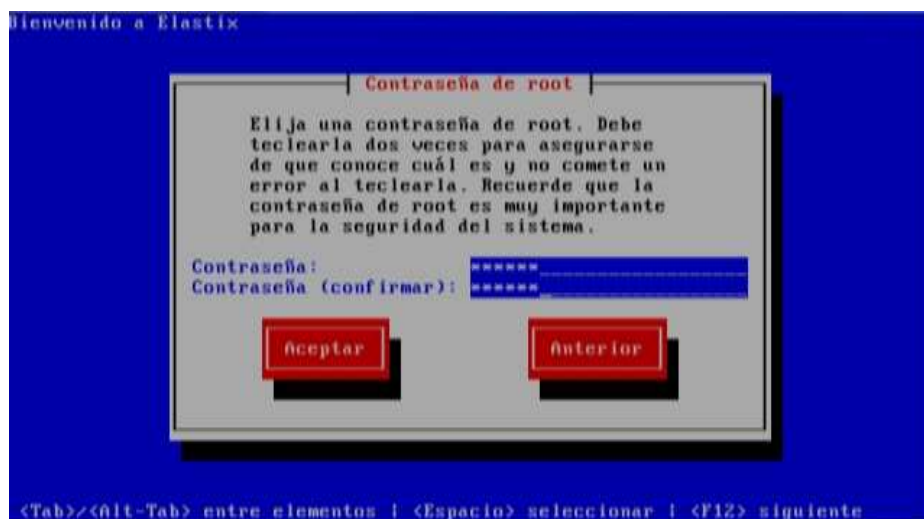 Bienvenido a Elastix
Contraseña de root
Elija una contraseña de root. Debe
teclearla dos veces para asegurarse
de que conoce cuál es y no comete un
error al teclearla. Recuerde que la
contraseña de root es muy importante
para la seguridad del sistema.
Contraseña: ******
Contraseña (confirmar): ******
Aceptar Anterior
<Tab>/<Alt-Tab> entre elementos | <Espacio> seleccionar | <F12> siguiente